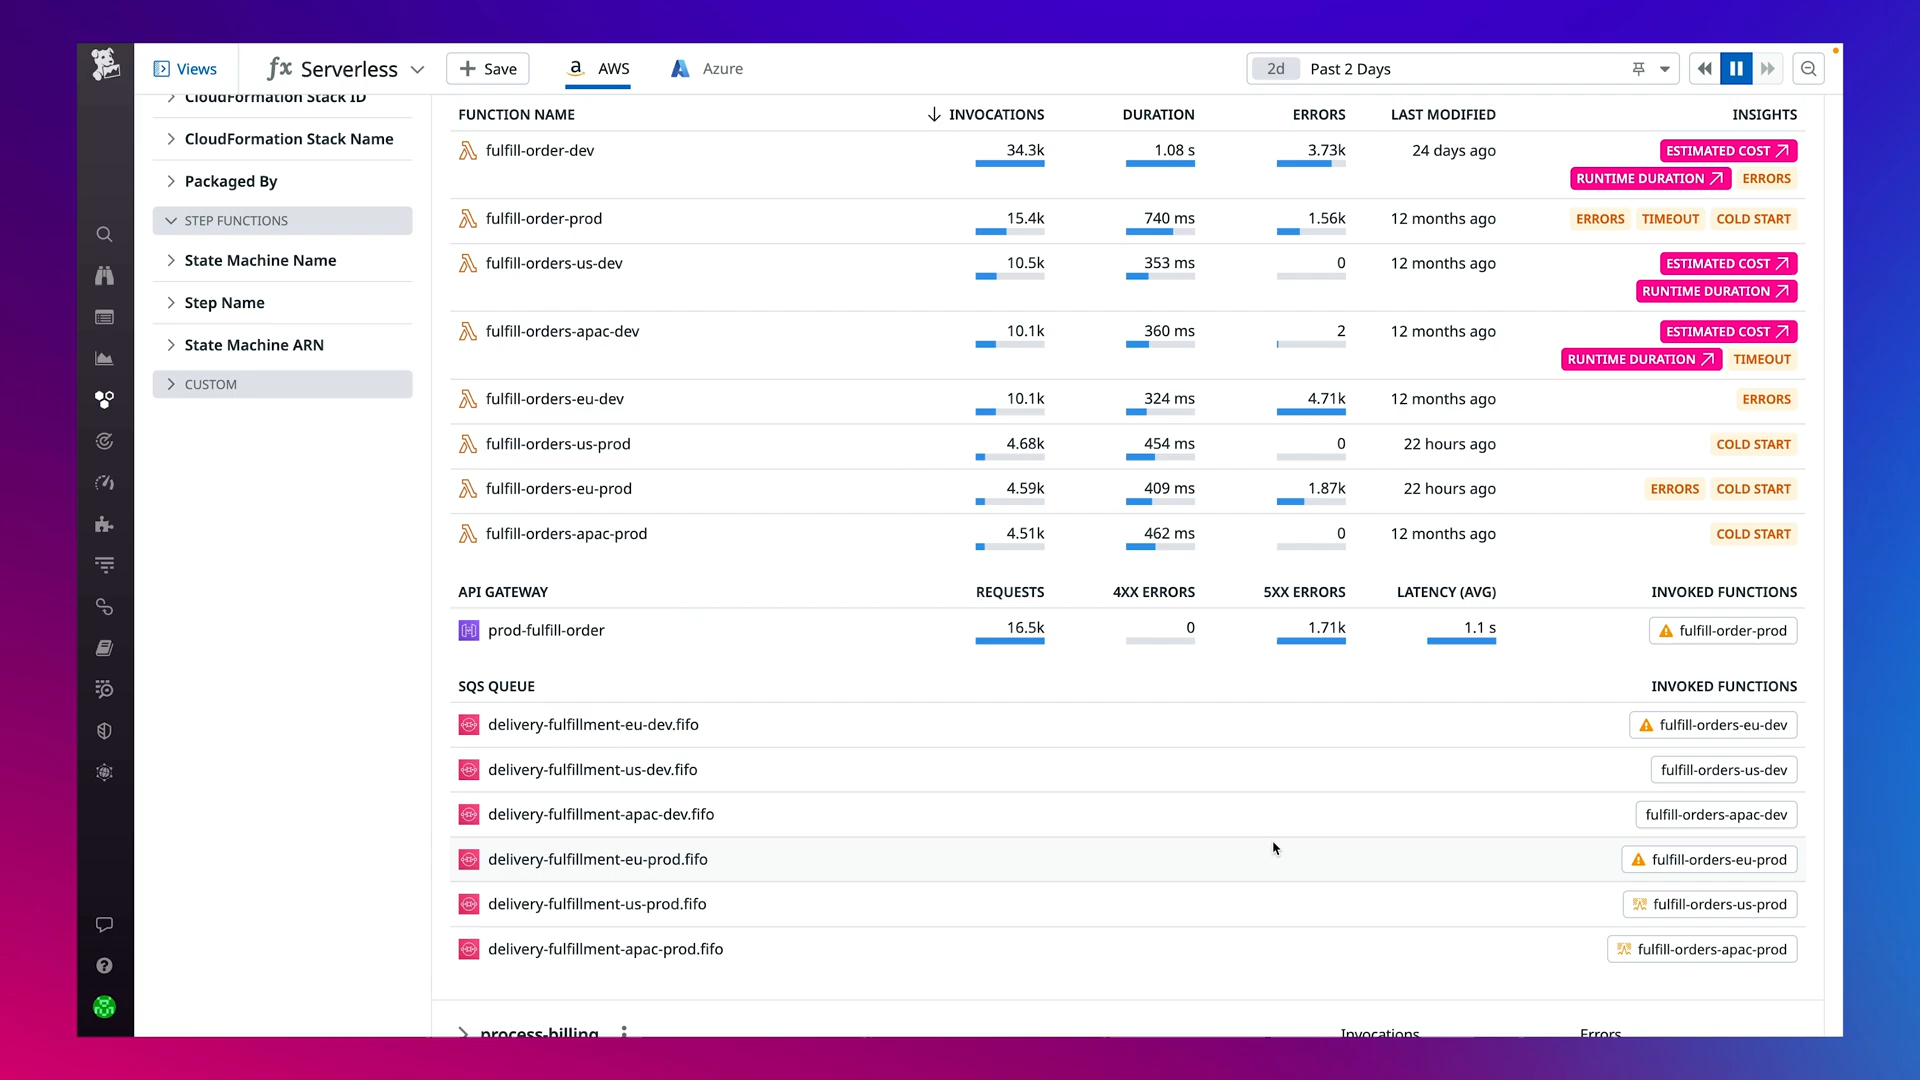 Views
fx Serverless
+ Save
a AWS
Azure
2d Past 2 Days
CloudFormation Stack ID
CloudFormation Stack Name
Packaged By
STEP FUNCTIONS
State Machine Name
Step Name
State Machine ARN
CUSTOM
FUNCTION NAME INVOCATIONS DURATION ERRORS LAST MODIFIED INSIGHTS
fulfill-order-dev 34.3k 1.08 s 3.73k 24 days ago ESTIMATED COST
RUNTIME DURATION ERRORS
fulfill-order-prod 15.4k 740 ms 1.56k 12 months ago ERRORS TIMEOUT COLD START
fulfill-orders-us-dev 10.5k 353 ms 0 12 months ago ESTIMATED COST
RUNTIME DURATION
fulfill-orders-apac-dev 10.1k 360 ms 2 12 months ago ESTIMATED COST
RUNTIME DURATION TIMEOUT
fulfill-orders-eu-dev 10.1k 324 ms 4.71k 12 months ago ERRORS
fulfill-orders-us-prod 4.68k 454 ms 0 22 hours ago COLD START
fulfill-orders-eu-prod 4.59k 409 ms 1.87k 22 hours ago ERRORS COLD START
fulfill-orders-apac-prod 4.51k 462 ms 0 12 months ago COLD START
API GATEWAY REQUESTS 4XX ERRORS 5XX ERRORS LATENCY (AVG) INVOKED FUNCTIONS
prod-fulfill-order 16.5k 0 1.71k 1.1 s fulfill-order-prod
SQS QUEUE INVOKED FUNCTIONS
delivery-fulfillment-eu-dev.fifo fulfill-orders-eu-dev
delivery-fulfillment-us-dev.fifo fulfill-orders-us-dev
delivery-fulfillment-apac-dev.fifo fulfill-orders-apac-dev
delivery-fulfillment-eu-prod.fifo fulfill-orders-eu-prod
delivery-fulfillment-us-prod.fifo fulfill-orders-us-prod
delivery-fulfillment-apac-prod.fifo fulfill-orders-apac-prod
process-billing Invocations Errors